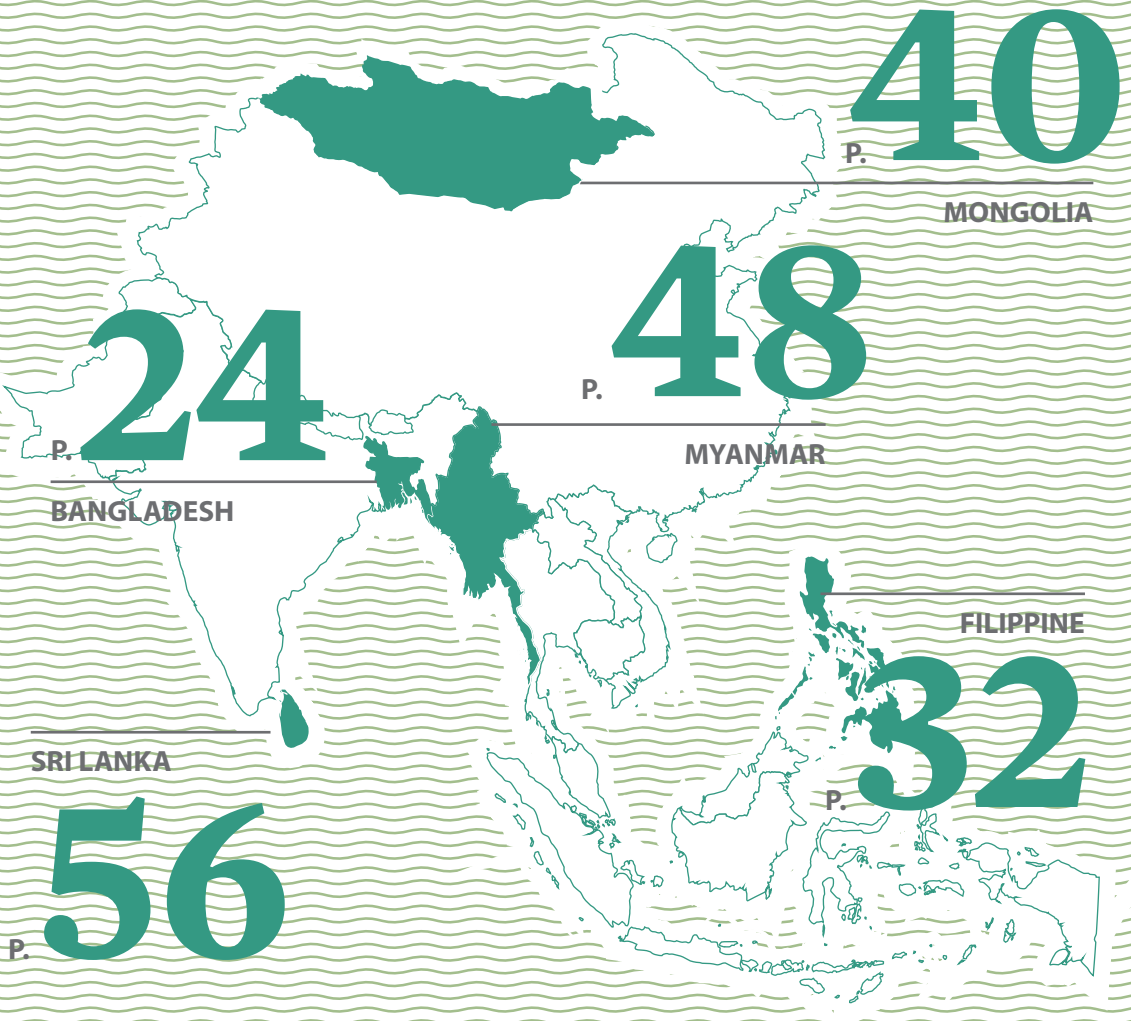 P. 40
MONGOLIA
P. 48
MYANMAR
P. 24
BANGLADESH
FILIPPINE
P. 32
SRI LANKA
P. 56